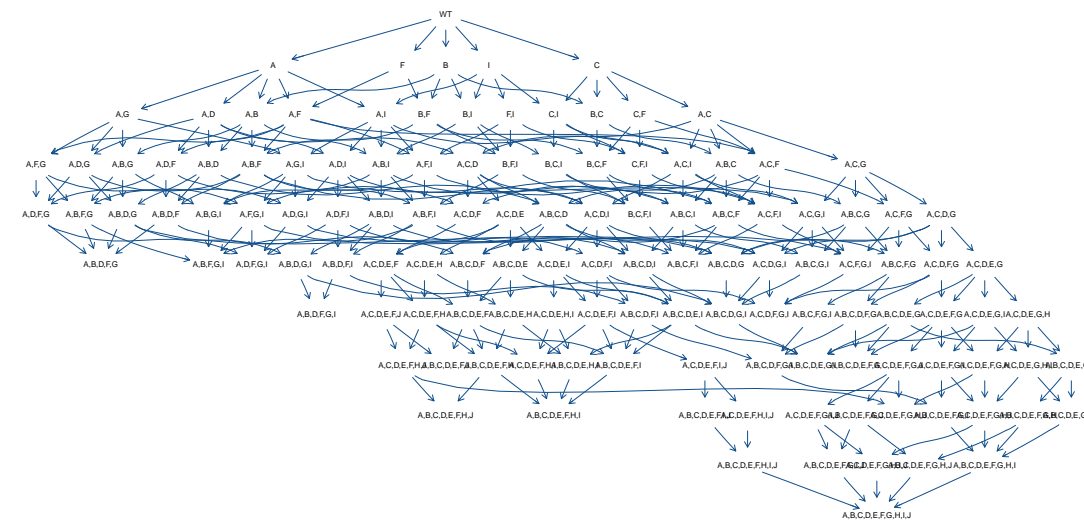 WT
A F B I C
A,G A,D A,B A,F A,I B,F B,I F,I C,I B,C C,F A,C
A,F,G A,D,G A,B,G A,D,F A,B,D A,B,F A,G,I A,D,I A,B,I A,F,I A,C,D B,F,I B,C,I B,C,F C,F,I A,C,I A,B,C A,C,F A,C,G
A,D,F,G A,B,F,G A,B,D,G A,B,D,F A,B,G,I A,F,G,I A,D,G,I A,D,F,I A,B,D,I A,B,F,I A,C,D,F A,C,D,E A,B,C,D A,C,D,I B,C,F,I A,B,C,I A,B,C,F A,C,F,I A,C,G,I A,B,C,G A,C,F,G A,C,D,G
A,B,D,F,G A,B,F,G,I A,D,F,G,I A,B,D,G,I A,B,D,F,I A,C,D,E,F A,C,D,E,H A,B,C,D,F A,B,C,D,E A,C,D,E,I A,C,D,F,I A,B,C,D,I A,B,C,F,I A,B,C,D,G A,C,D,G,I A,B,C,G,I A,C,F,G,I A,B,C,F,G A,C,D,F,G A,C,D,E,G
A,B,D,F,G,I A,C,D,E,F,J A,C,D,E,F,H A,B,C,D,E,F A,B,C,D,E,H A,C,D,E,H,I A,C,D,E,F,I A,B,C,D,F,I A,B,C,D,E,I A,B,C,D,G,I A,C,D,F,G,I A,B,C,F,G,I A,B,C,D,F,G A,B,C,D,E,G A,C,D,E,F,G A,C,D,E,G,I A,C,D,E,G,H
A,B,C,D,E,F,I A,C,D,E,F,I,J
A,B,C,D,E,F,H,J A,B,C,D,E,F,H,I A,C,D,E,F,H,I,J
A,B,C,D,E,F,H,I,J A,B,C,D,E,F,G,H,I
A,B,C,D,E,F,G,H,I,J